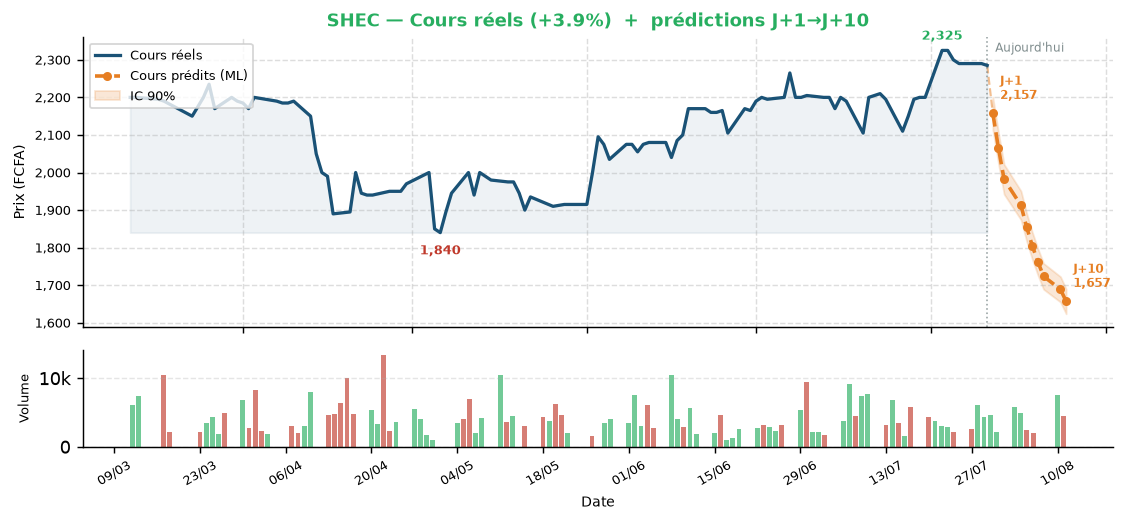 SHEC — Cours réels (+3.9%)  +  prédictions J+1→J+10
Cours réels
Cours prédits (ML)
IC 90%
2,325
Aujourd'hui
J+1
2,157
1,840
J+10
1,657
Prix (FCFA)
2,300
2,200
2,100
2,000
1,900
1,800
1,700
1,600
Volume
10k
0
09/03
23/03
06/04
20/04
04/05
18/05
01/06
15/06
29/06
13/07
27/07
10/08
Date